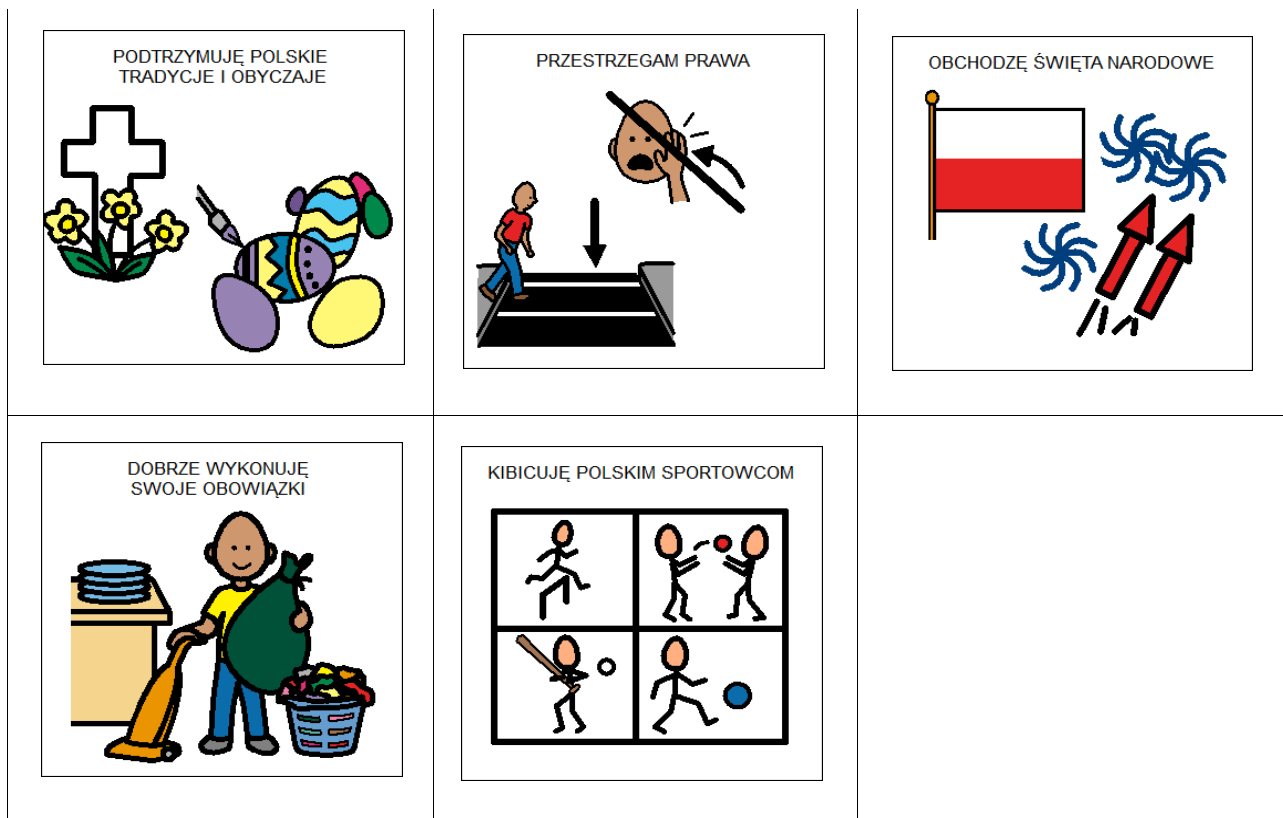 PODTRZYMUJĘ POLSKIE
TRADYCJE I OBYCZAJE
PRZESTRZEGAM PRAWA
OBCHODZĘ ŚWIĘTA NARODOWE
DOBRZE WYKONUJĘ
SWOJE OBOWIĄZKI
KIBICUJĘ POLSKIM SPORTOWCOM